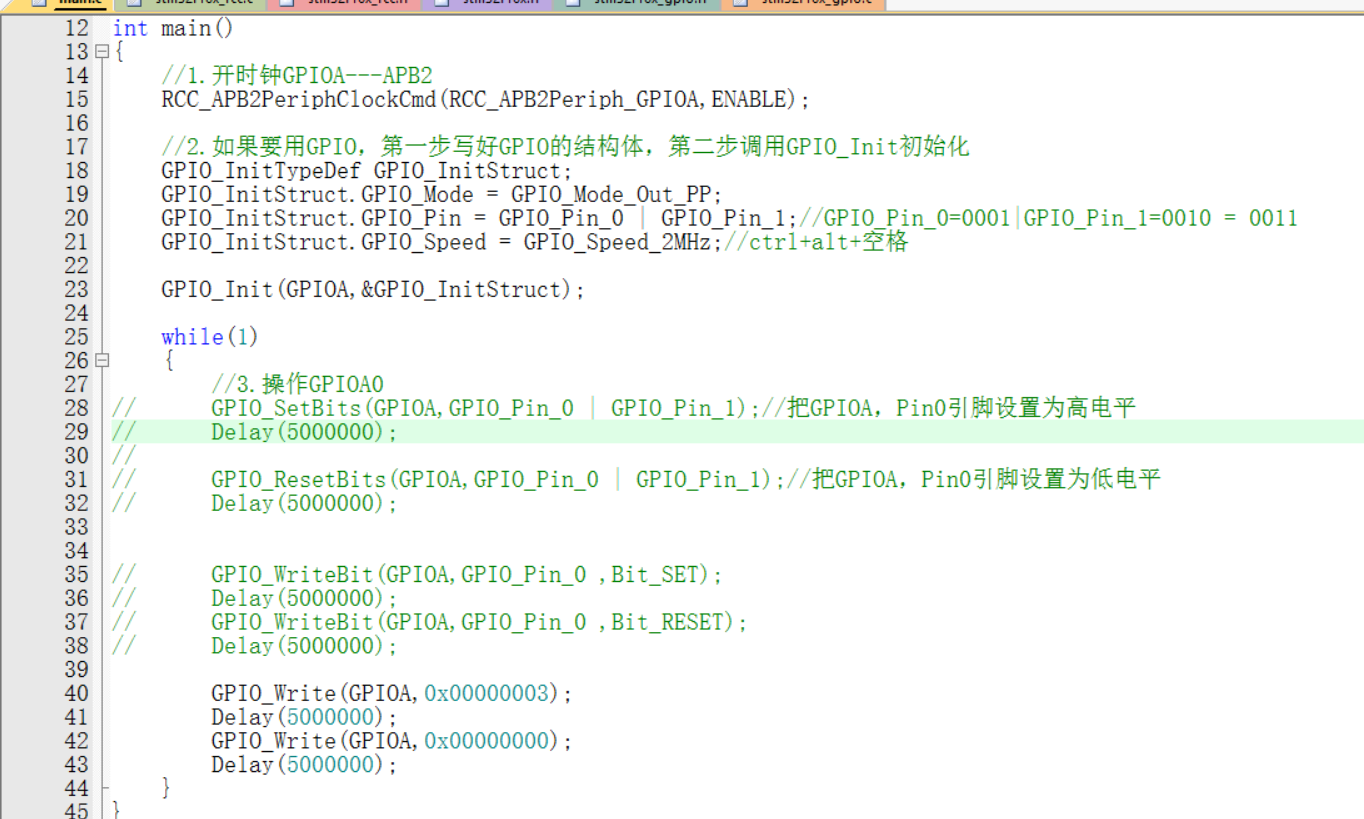 main.c stm32f10x_rcc.c stm32f10x_rcc.h stm32f10x.h stm32f10x_gpio.h stm32f10x_gpio.c
12 int main()
13 {
14 //1.开时钟GPIOA---APB2
15 RCC_APB2PeriphClockCmd(RCC_APB2Periph_GPIOA,ENABLE);
16
17 //2.如果要用GPIO，第一步写好GPIO的结构体，第二步调用GPIO_Init初始化
18 GPIO_InitTypeDef GPIO_InitStruct;
19 GPIO_InitStruct.GPIO_Mode = GPIO_Mode_Out_PP;
20 GPIO_InitStruct.GPIO_Pin = GPIO_Pin_0 | GPIO_Pin_1;//GPIO_Pin_0=0001|GPIO_Pin_1=0010 = 0011
21 GPIO_InitStruct.GPIO_Speed = GPIO_Speed_2MHz;//ctrl+alt+空格
22
23 GPIO_Init(GPIOA,&GPIO_InitStruct);
24
25 while(1)
26 {
27 //3.操作GPIOA0
28 // GPIO_SetBits(GPIOA,GPIO_Pin_0 | GPIO_Pin_1);//把GPIOA，Pin0引脚设置为高电平
29 // Delay(5000000);
30 //
31 // GPIO_ResetBits(GPIOA,GPIO_Pin_0 | GPIO_Pin_1);//把GPIOA，Pin0引脚设置为低电平
32 // Delay(5000000);
33
34
35 // GPIO_WriteBit(GPIOA,GPIO_Pin_0 ,Bit_SET);
36 // Delay(5000000);
37 // GPIO_WriteBit(GPIOA,GPIO_Pin_0 ,Bit_RESET);
38 // Delay(5000000);
39
40 GPIO_Write(GPIOA,0x00000003);
41 Delay(5000000);
42 GPIO_Write(GPIOA,0x00000000);
43 Delay(5000000);
44 }
45 }